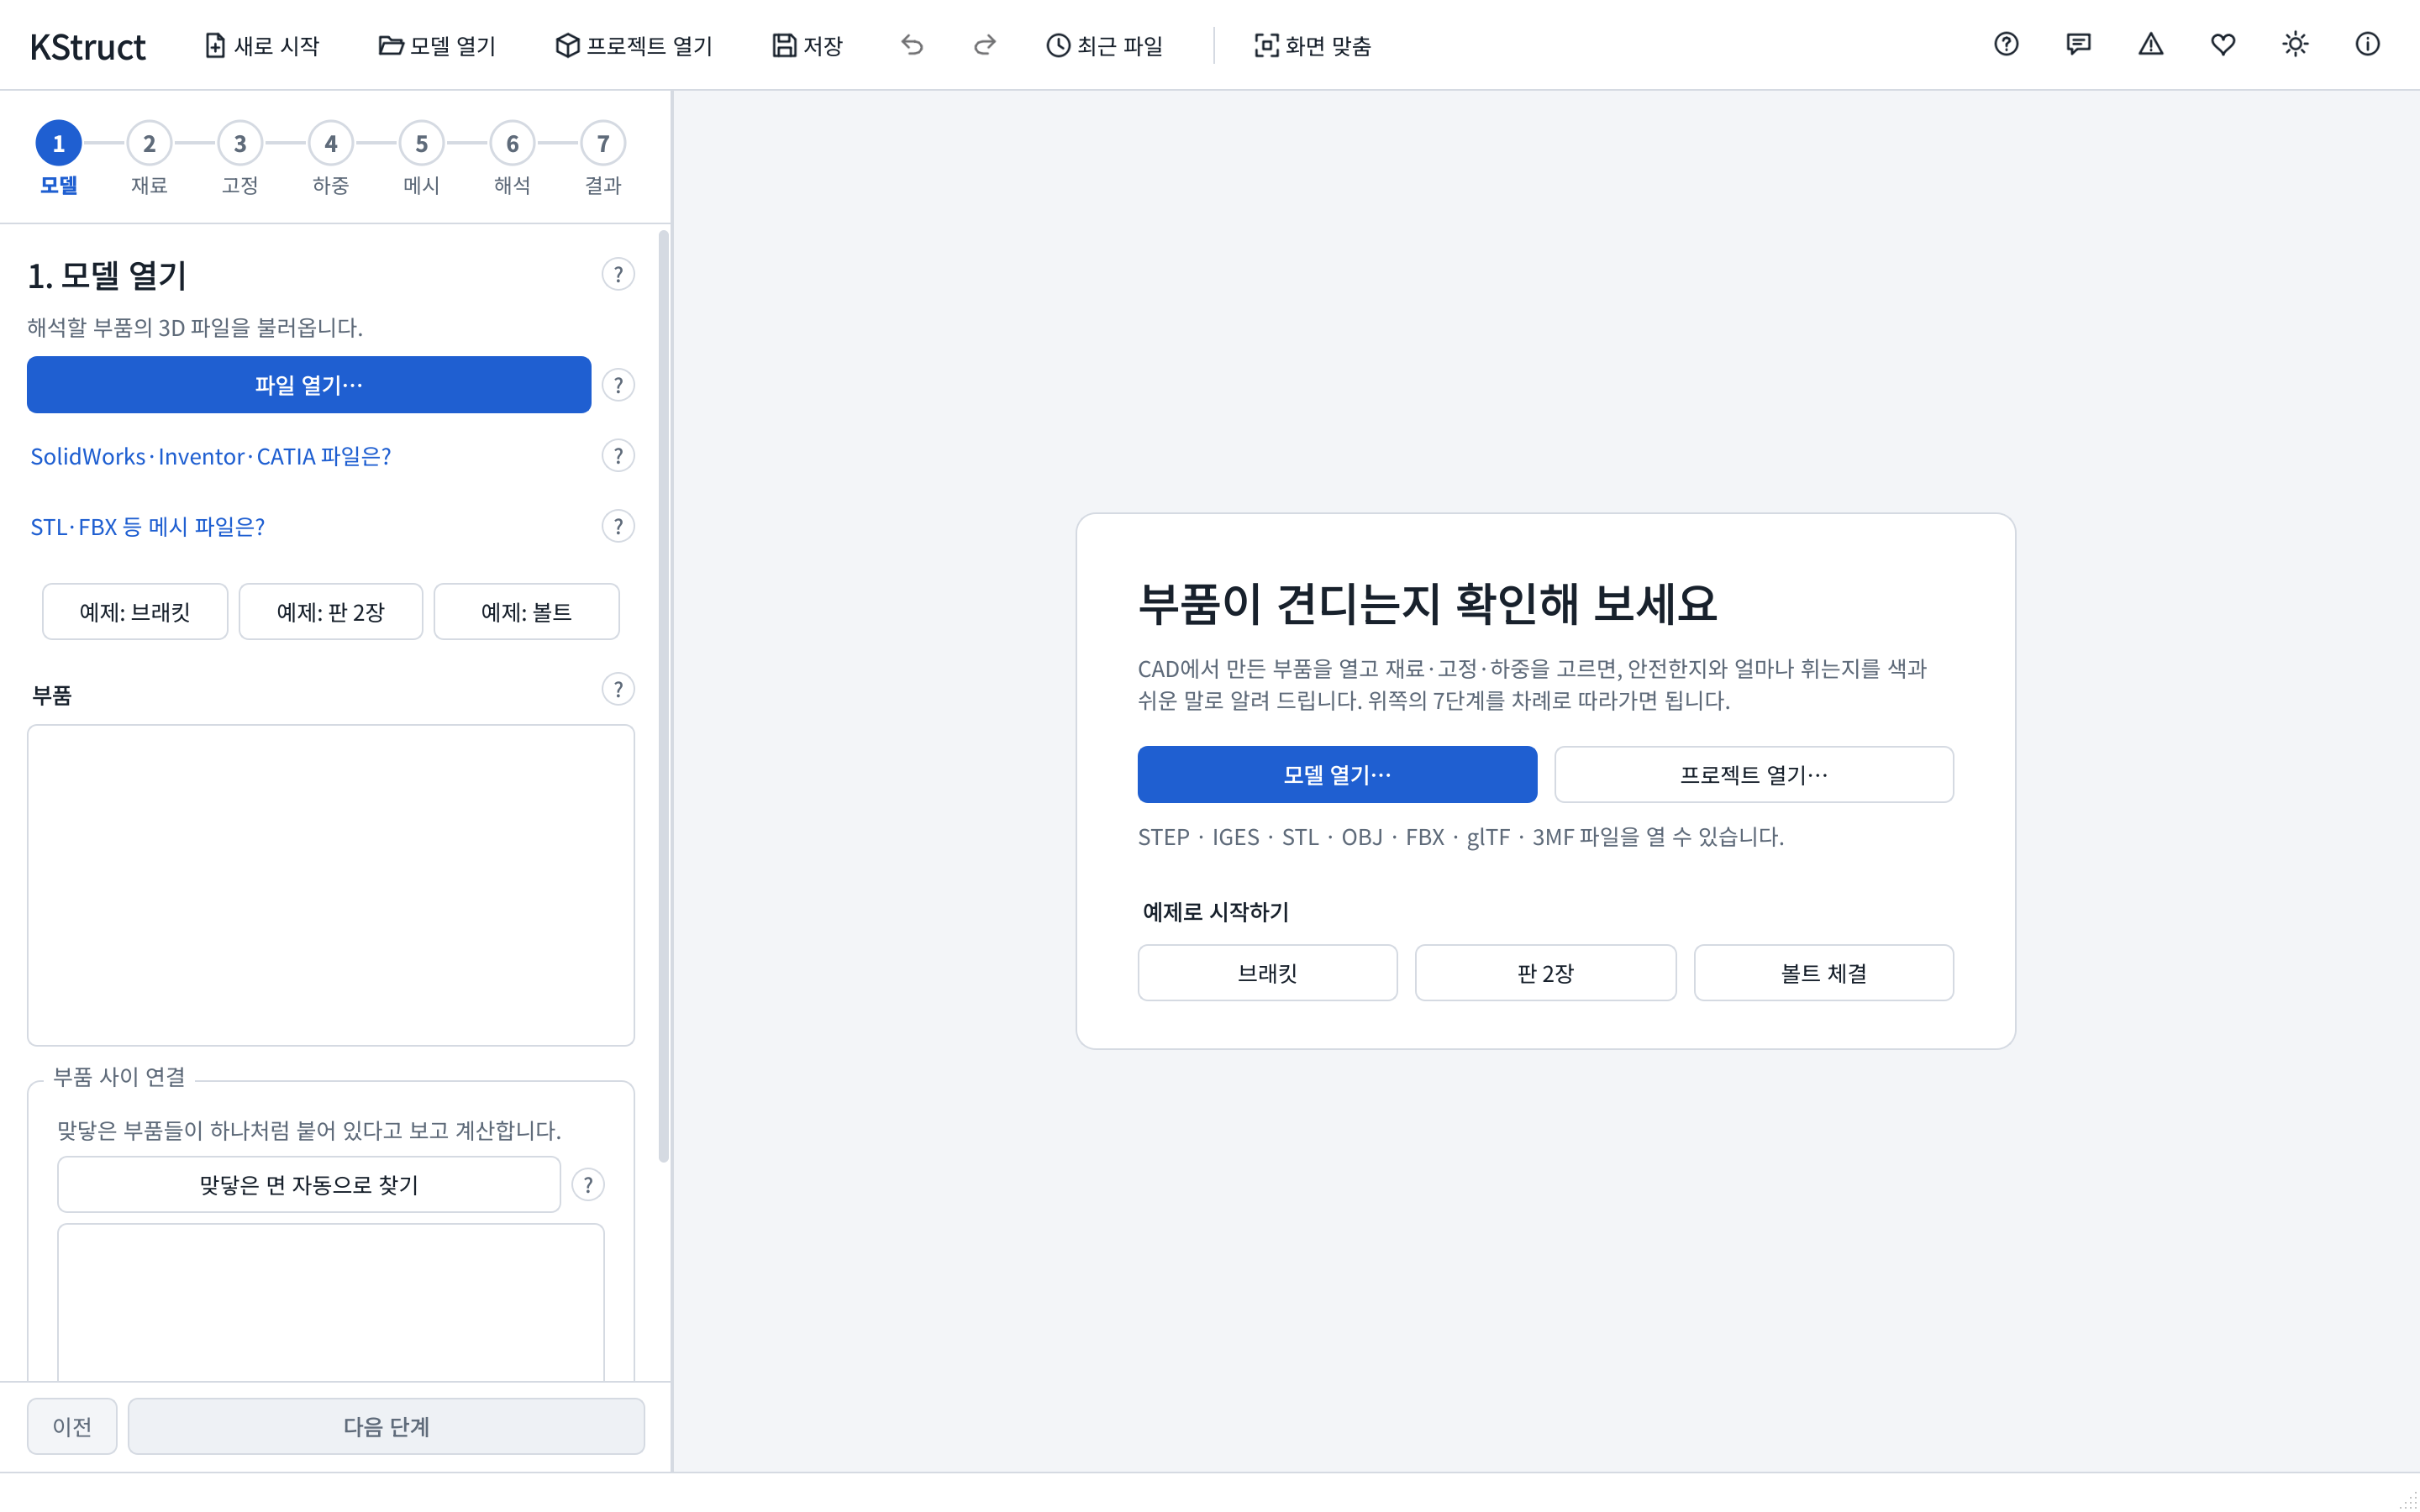 KStruct 새로 시작 모델 열기 프로젝트 열기 저장 최근 파일 화면 맞춤
1 2 3 4 5 6 7
모델 재료 고정 하중 메시 해석 결과
1. 모델 열기 ?
해석할 부품의 3D 파일을 불러옵니다.
파일 열기… ?
SolidWorks·Inventor·CATIA 파일은? ?
STL·FBX 등 메시 파일은? ?
예제: 브래킷 예제: 판 2장 예제: 볼트
부품 ?
부품 사이 연결
맞닿은 부품들이 하나처럼 붙어 있다고 보고 계산합니다.
맞닿은 면 자동으로 찾기 ?
이전 다음 단계
부품이 견디는지 확인해 보세요
CAD에서 만든 부품을 열고 재료·고정·하중을 고르면, 안전한지와 얼마나 휘는지를 색과
쉬운 말로 알려 드립니다. 위쪽의 7단계를 차례로 따라가면 됩니다.
모델 열기… 프로젝트 열기…
STEP · IGES · STL · OBJ · FBX · glTF · 3MF 파일을 열 수 있습니다.
예제로 시작하기
브래킷 판 2장 볼트 체결